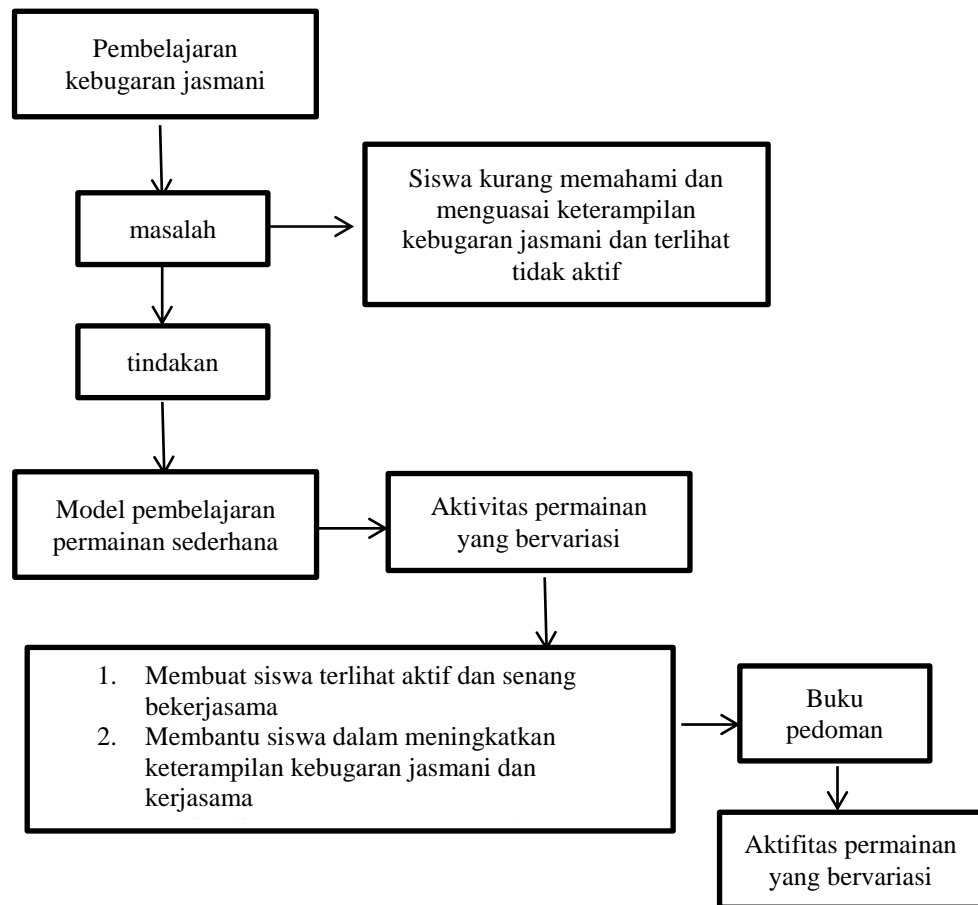 Pembelajaran
kebugaran jasmani
masalah
Siswa kurang memahami dan
menguasai keterampilan
kebugaran jasmani dan terlihat
tidak aktif
tindakan
Model pembelajaran
permainan sederhana
Aktivitas permainan
yang bervariasi
1. Membuat siswa terlihat aktif dan senang
bekerjasama
2. Membantu siswa dalam meningkatkan
keterampilan kebugaran jasmani dan
kerjasama
Buku
pedoman
Aktifitas permainan
yang bervariasi